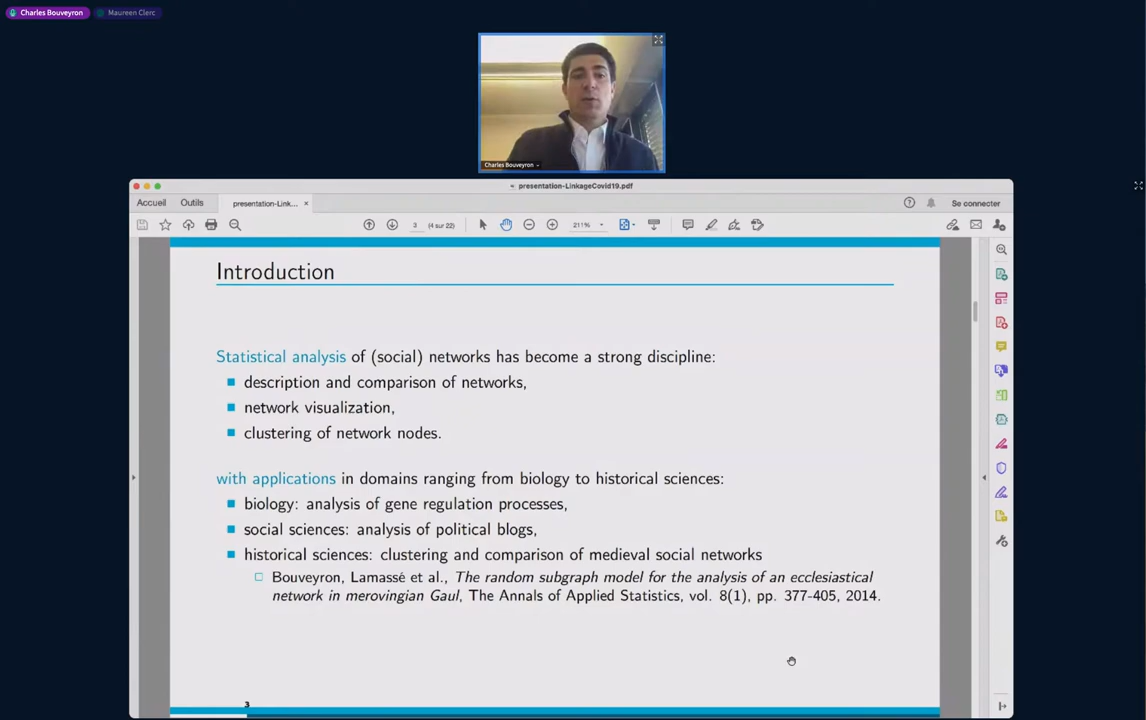 Charles Bouveyron
Maureen Clerc
Charles Bouveyron
presentation-LinkageCovid19.pdf
Accueil
Outils
presentation-Link...
Se connecter
3
(4 sur 22)
211%
Introduction
Statistical analysis of (social) networks has become a strong discipline:
description and comparison of networks,
network visualization,
clustering of network nodes.
with applications in domains ranging from biology to historical sciences:
biology: analysis of gene regulation processes,
social sciences: analysis of political blogs,
historical sciences: clustering and comparison of medieval social networks
Bouveyron, Lamassé et al., The random subgraph model for the analysis of an ecclesiastical
network in merovingian Gaul, The Annals of Applied Statistics, vol. 8(1), pp. 377-405, 2014.
3